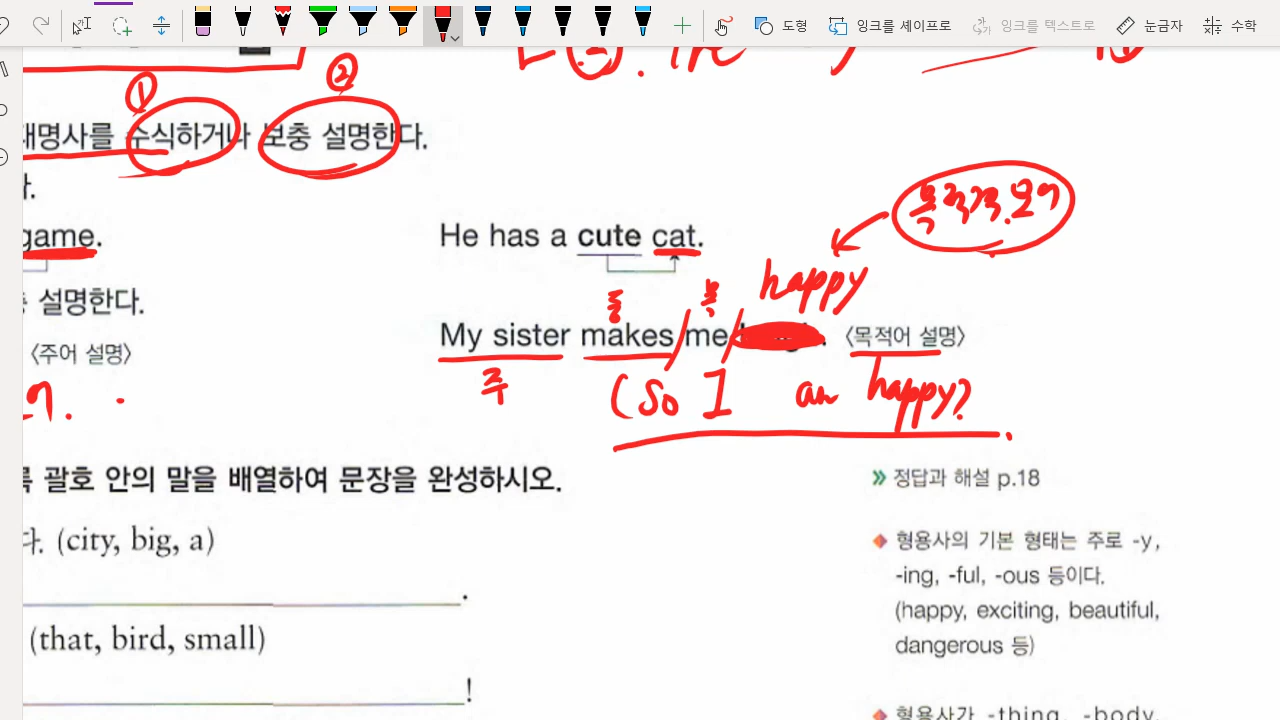 도형 잉크를 셰이프로 잉크를 텍스트로 눈금자 수학
① ②
대명사를 수식하거나 보충 설명한다.
다.
목적격.보어
game. He has a cute cat.
설명한다. 동 목 happy
My sister makes me 〈목적어 설명〉
〈주어 설명〉
주 (So I am happy?
어.
괄호 안의 말을 배열하여 문장을 완성하시오.
정답과 해설 p.18
다. (city, big, a)
형용사의 기본 형태는 주로 -y,
-ing, -ful, -ous 등이다.
.
(happy, exciting, beautiful,
(that, bird, small)
dangerous 등)
!
형용사가 -thing, -body